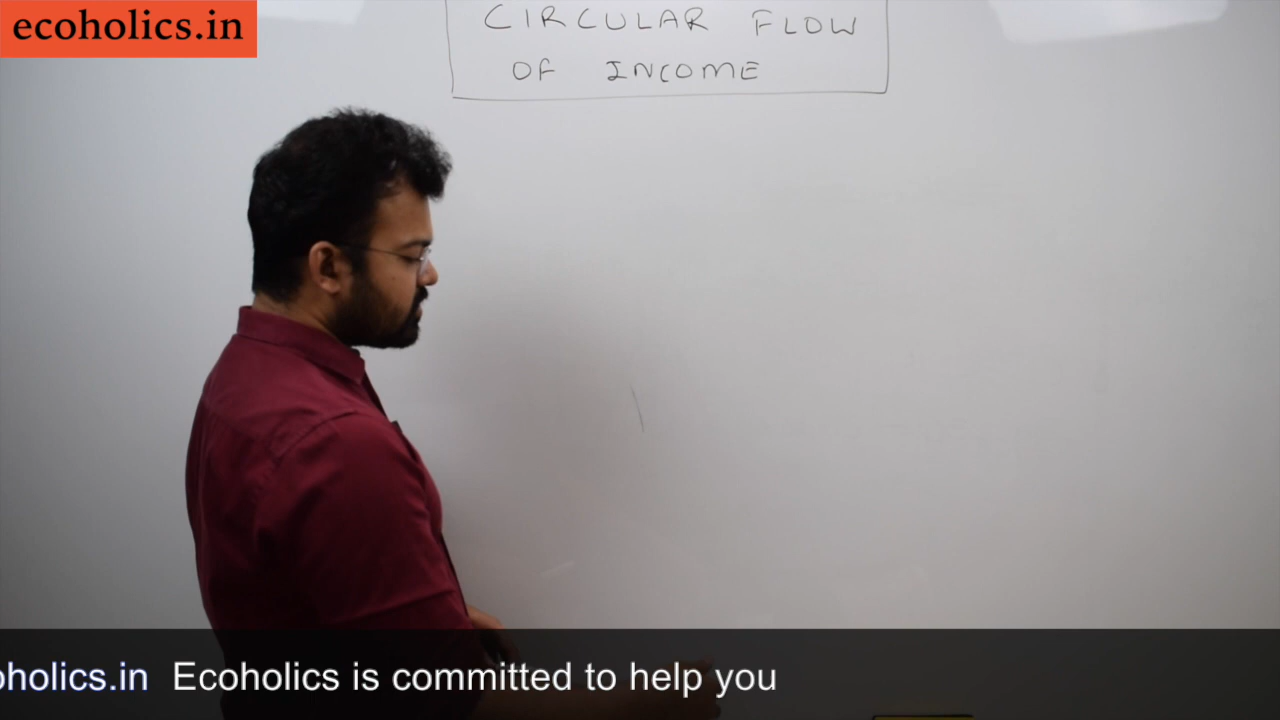 ecoholics.in
CIRCULAR FLOW
OF INCOME
oholics.in Ecoholics is committed to help you